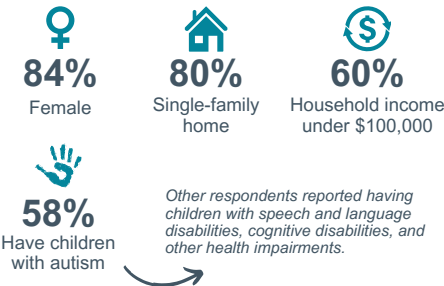 84%
Female
80%
Single-family
home
60%
Household income
under $100,000
58%
Have children
with autism
Other respondents reported having
children with speech and language
disabilities, cognitive disabilities, and
other health impairments.